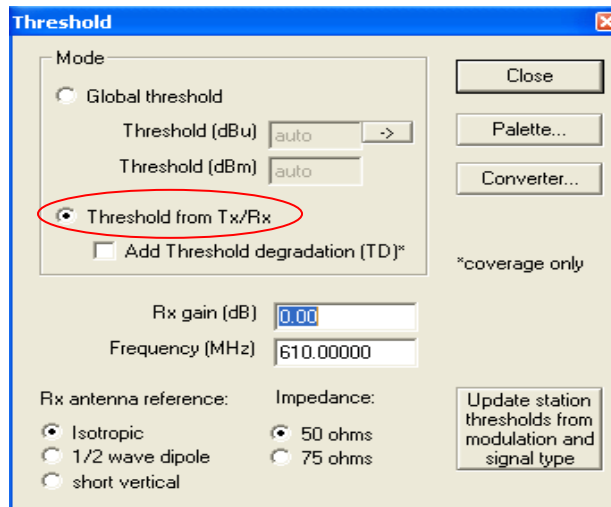 Threshold
Mode
Global threshold
Threshold (dBu) auto ->
Threshold (dBm) auto
Threshold from Tx/Rx
Add Threshold degradation (TD)*
Close
Palette...
Converter...
*coverage only
Rx gain (dB) 0.00
Frequency (MHz) 610.00000
Rx antenna reference:
Isotropic
1/2 wave dipole
short vertical
Impedance:
50 ohms
75 ohms
Update station
thresholds from
modulation and
signal type